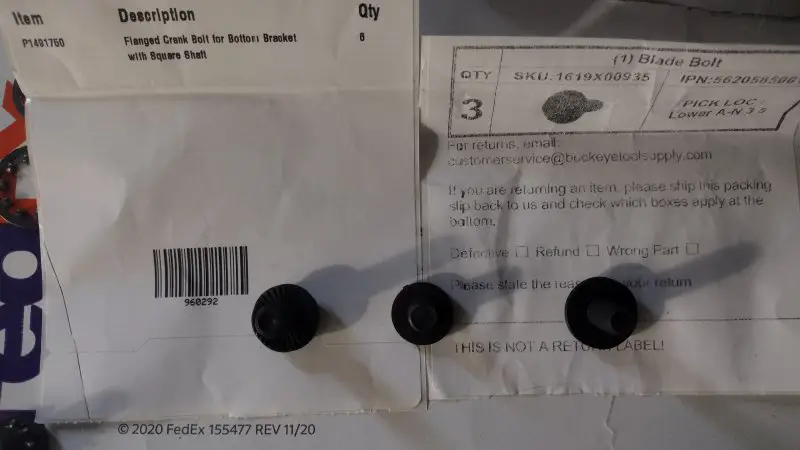 Item Description Qty
P1481750 Flanged Crank Bolt for Bottom Bracket 6
with Square Shaft
960292
(1) Blade Bolt
QTY SKU:1619X00935
3 PICK LOC
Lower A-N 3 5
For returns, email:
customerservice@buckeyetoolsupply.com
If you are returning an item, please ship this packing
slip back to us and check which boxes apply at the
bottom.
Defective ☐ Refund ☐ Wrong Part ☐
Please state the your return
THIS IS NOT A LABEL!
© 2020 FedEx 155477 REV 11/20